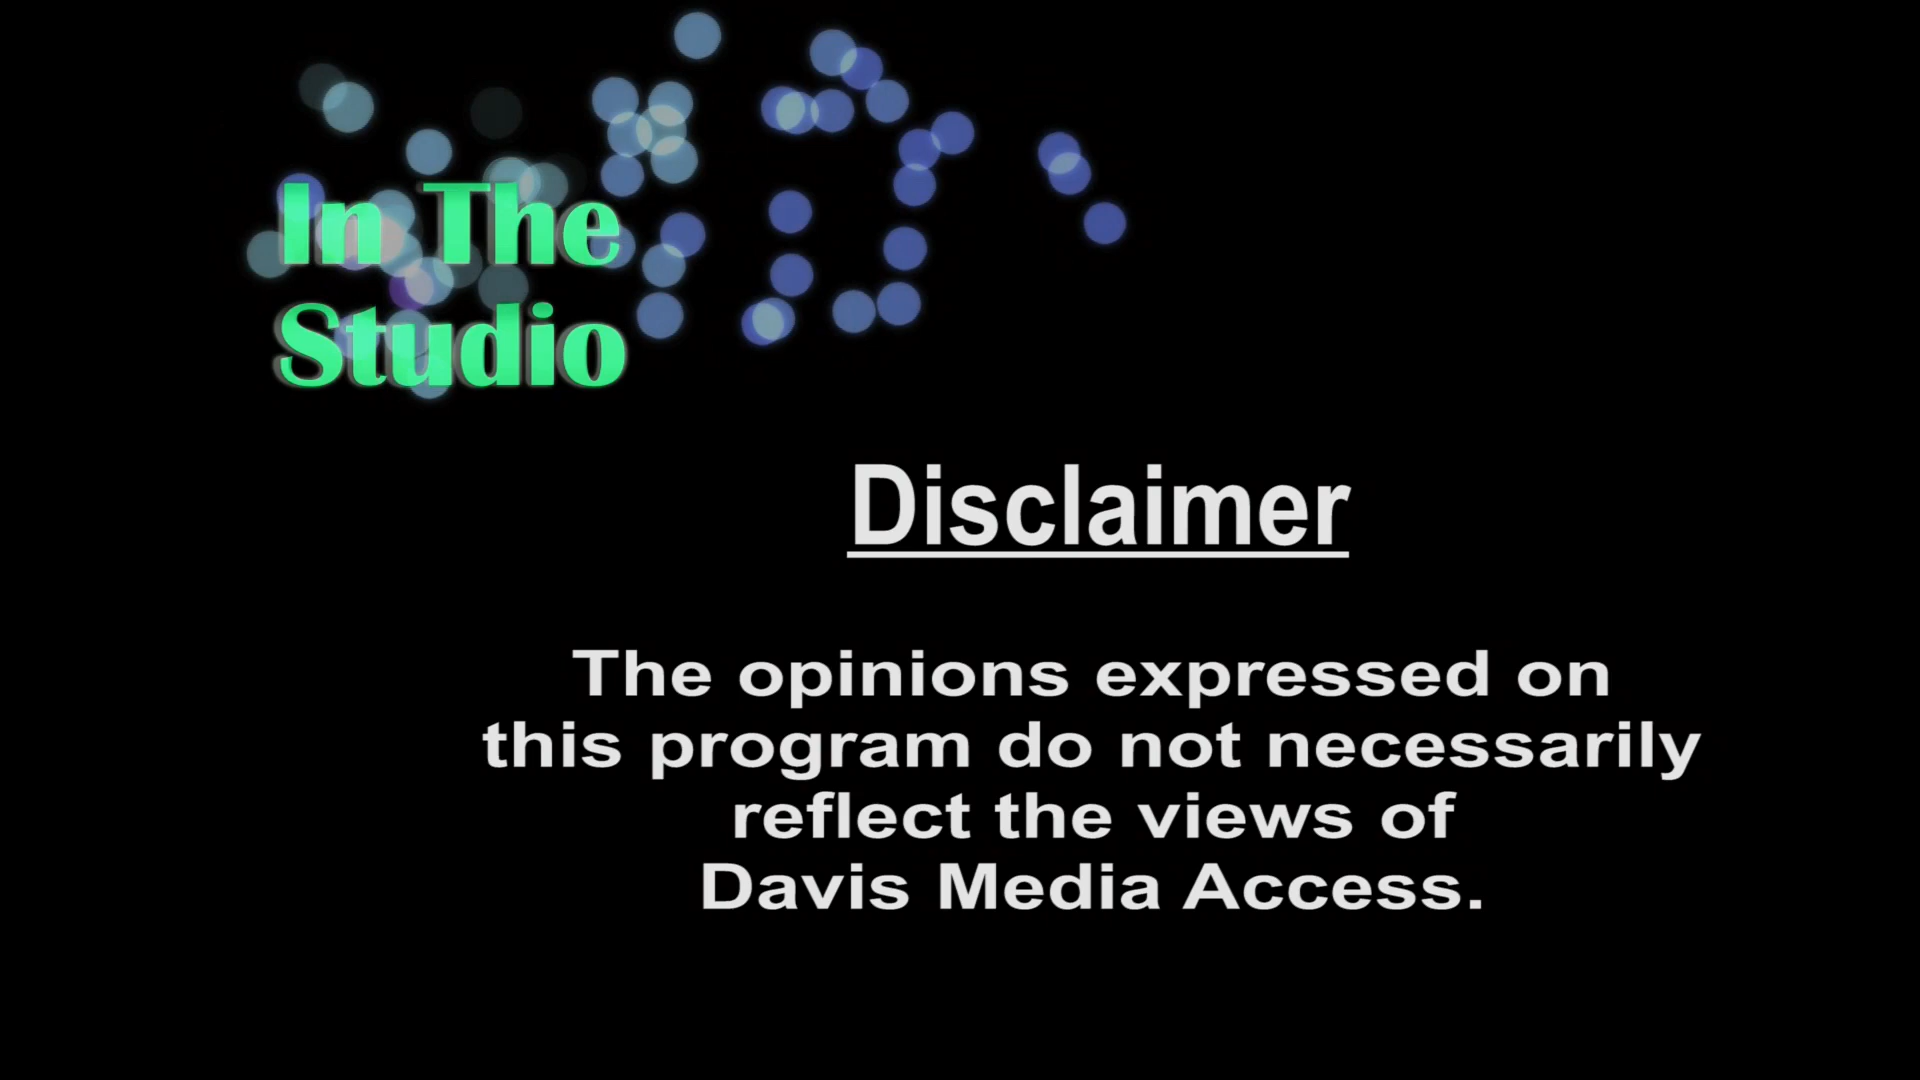 In The
Studio
Disclaimer
The opinions expressed on
this program do not necessarily
reflect the views of
Davis Media Access.